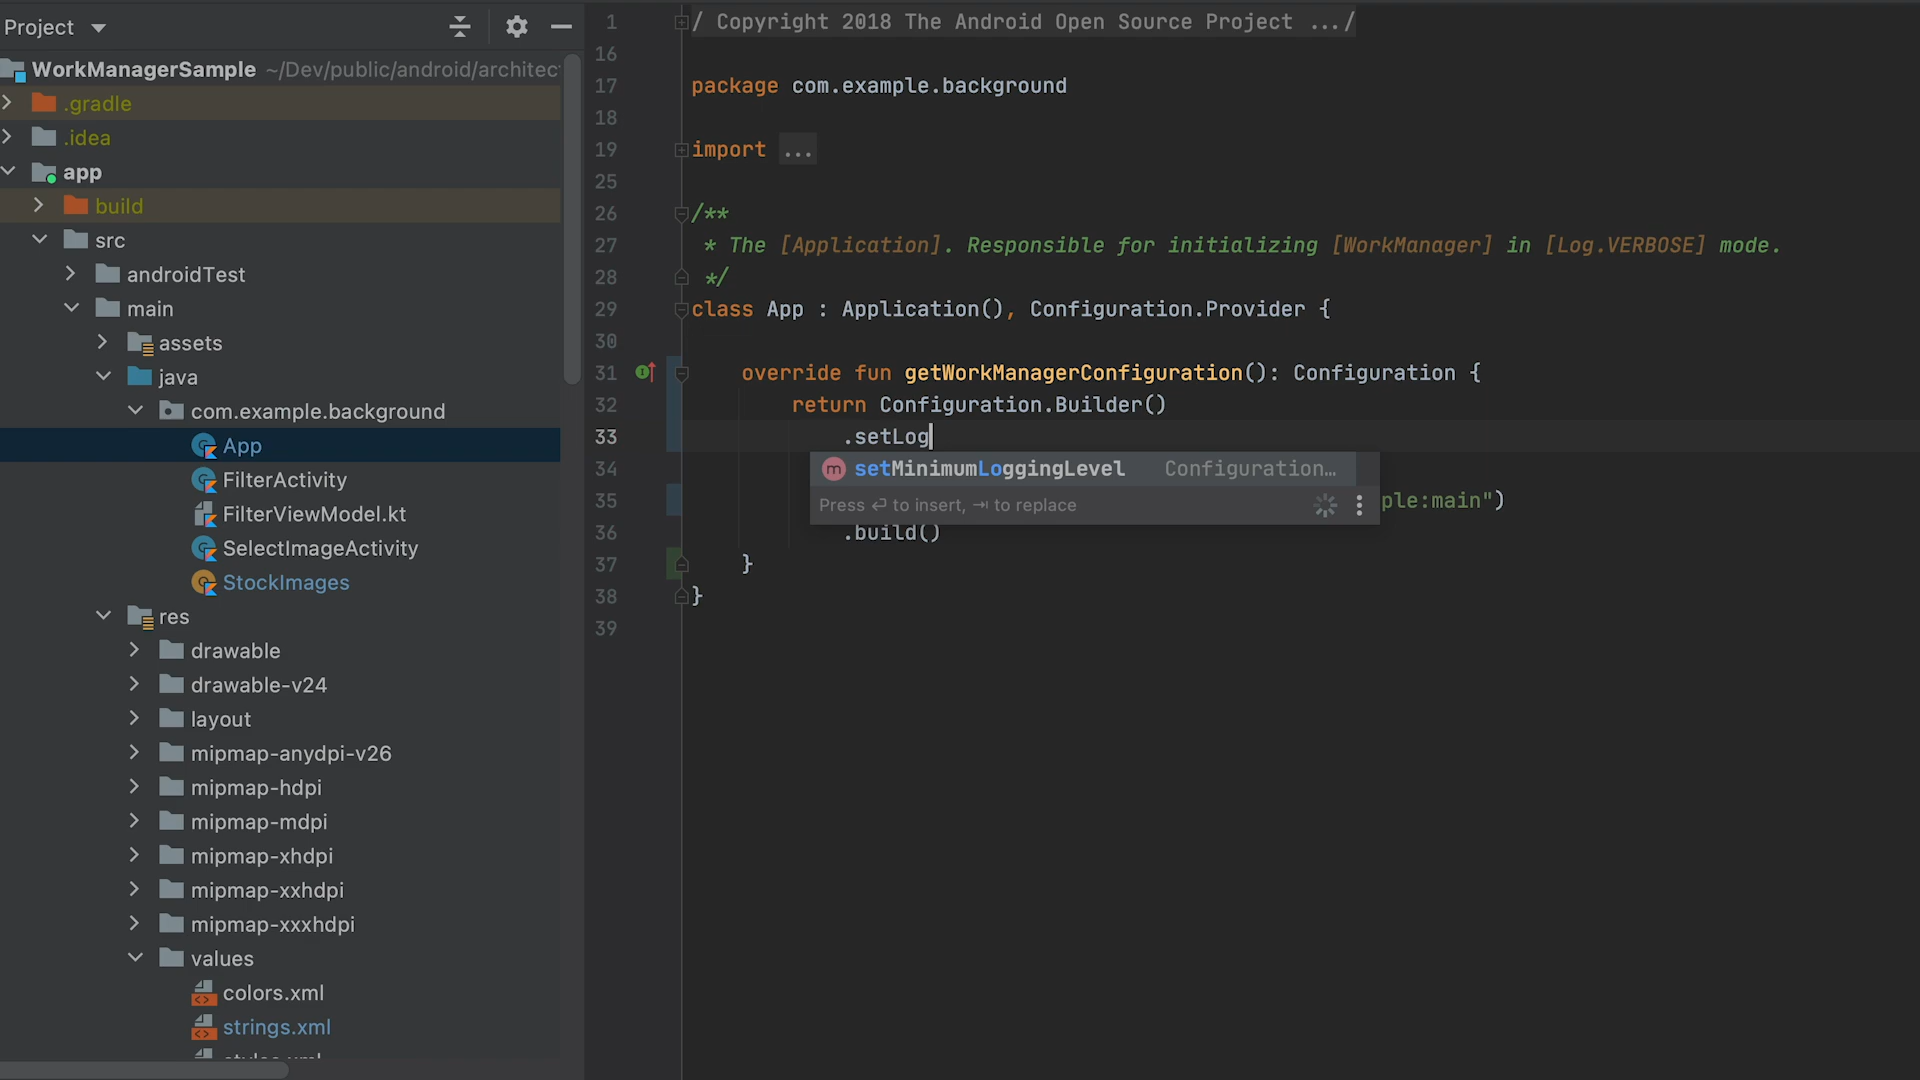 Project
WorkManagerSample ~/Dev/public/android/architec
.gradle
.idea
app
build
src
androidTest
main
assets
java
com.example.background
App
FilterActivity
FilterViewModel.kt
SelectImageActivity
StockImages
res
drawable
drawable-v24
layout
mipmap-anydpi-v26
mipmap-hdpi
mipmap-mdpi
mipmap-xhdpi
mipmap-xxhdpi
mipmap-xxxhdpi
values
colors.xml
strings.xml
1 / Copyright 2018 The Android Open Source Project .../
16
17 package com.example.background
18
19 import ...
25
26 /**
27 * The [Application]. Responsible for initializing [WorkManager] in [Log.VERBOSE] mode.
28 */
29 class App : Application(), Configuration.Provider {
30
31 override fun getWorkManagerConfiguration(): Configuration {
32 return Configuration.Builder()
33 .setLog
34 m setMinimumLoggingLevel Configuration…
35 Press ↵ to insert, ⇥ to replace ple:main")
36 .build()
37 }
38 }
39